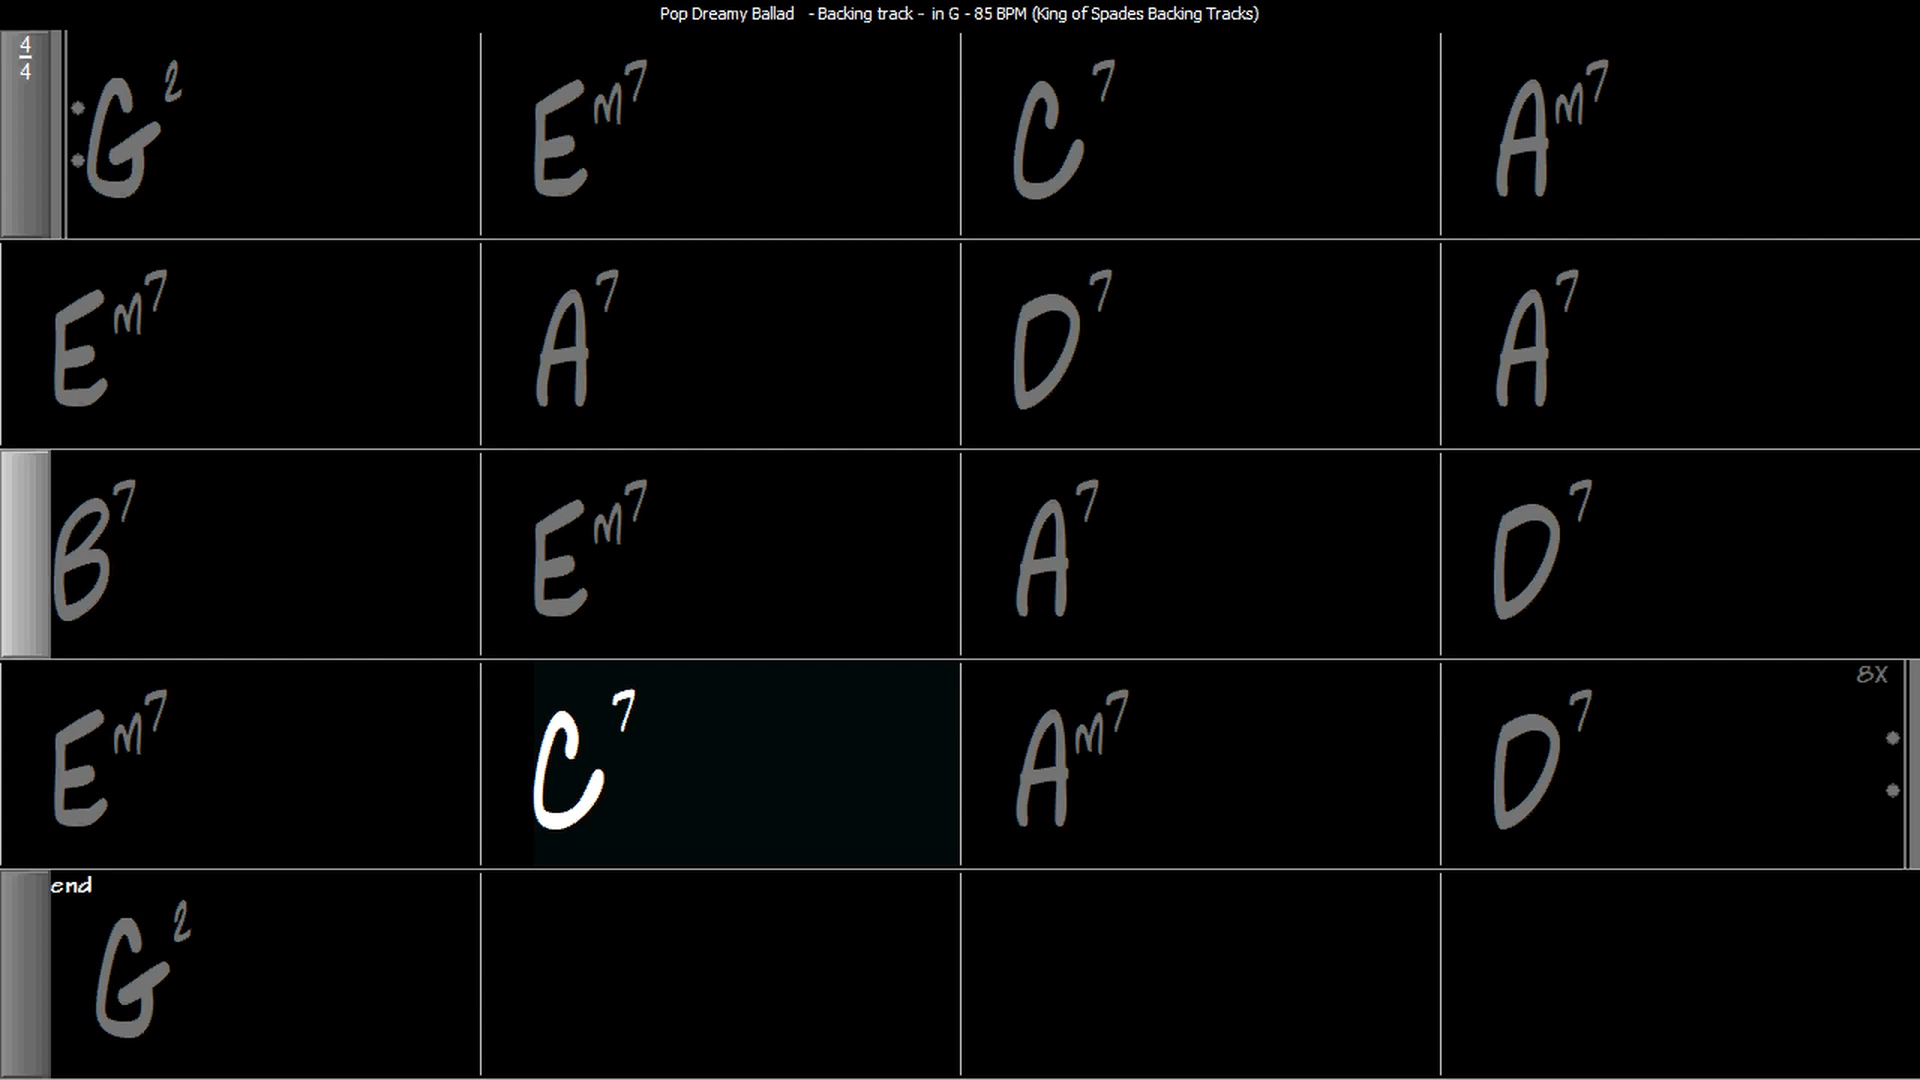 Pop Dreamy Ballad - Backing track - in G - 85 BPM (King of Spades Backing Tracks)
4/4 G2 Em7 C7 Am7
Em7 A7 D7 A7
B7 Em7 A7 D7
Em7 C7 Am7 D7 8X
end
G2